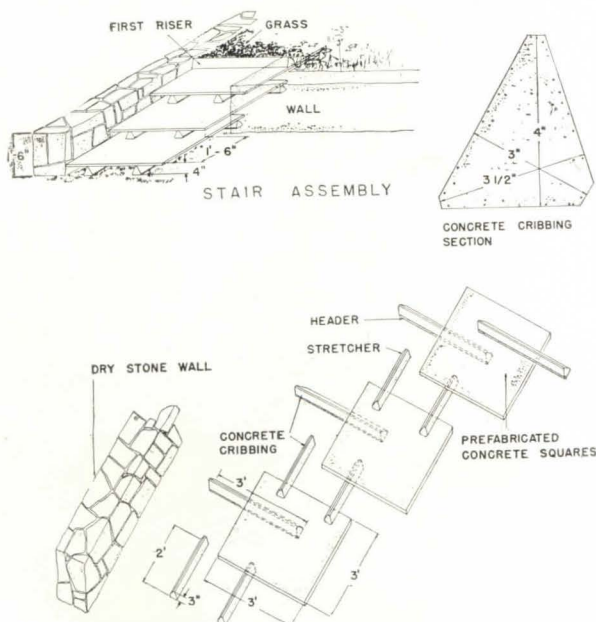 FIRST RISER
GRASS
WALL
6"
1'-6"
4"
STAIR ASSEMBLY
4"
3"
3 1/2"
CONCRETE CRIBBING
SECTION
HEADER
STRETCHER
DRY STONE WALL
CONCRETE
CRIBBING
PREFABRICATED
CONCRETE SQUARES
3'
2'
3"
3'
3'